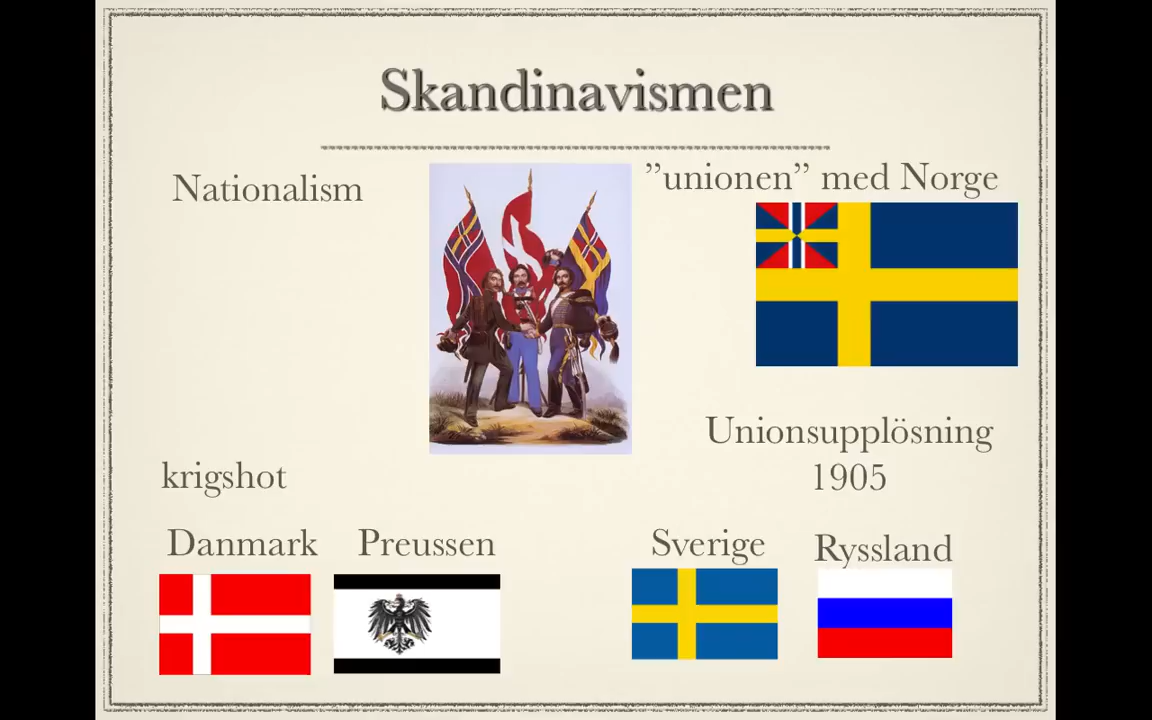 Skandinavismen
Nationalism
”unionen” med Norge
Unionsupplösning
1905
krigshot
Danmark
Preussen
Sverige
Ryssland